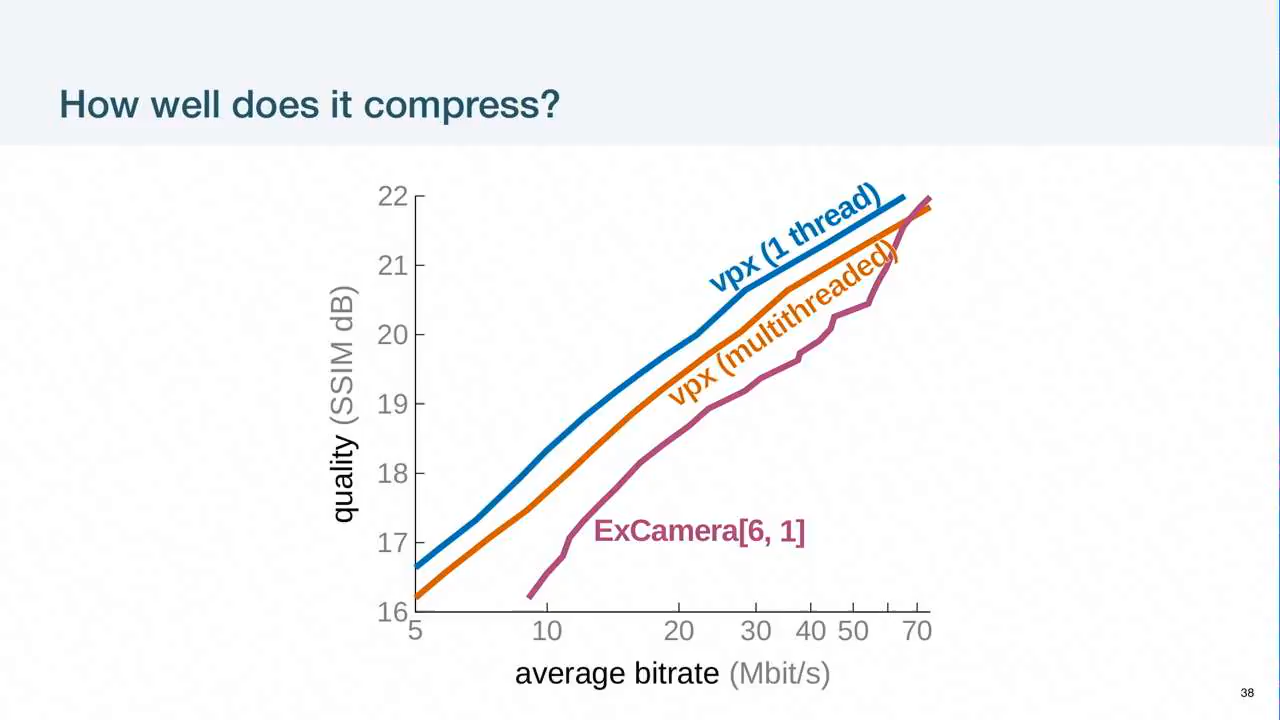 How well does it compress?
22
21
20
19
18
17
16
quality (SSIM dB)
vpx (1 thread)
vpx (multithreaded)
ExCamera[6, 1]
5 10 20 30 40 50 70
average bitrate (Mbit/s)
38